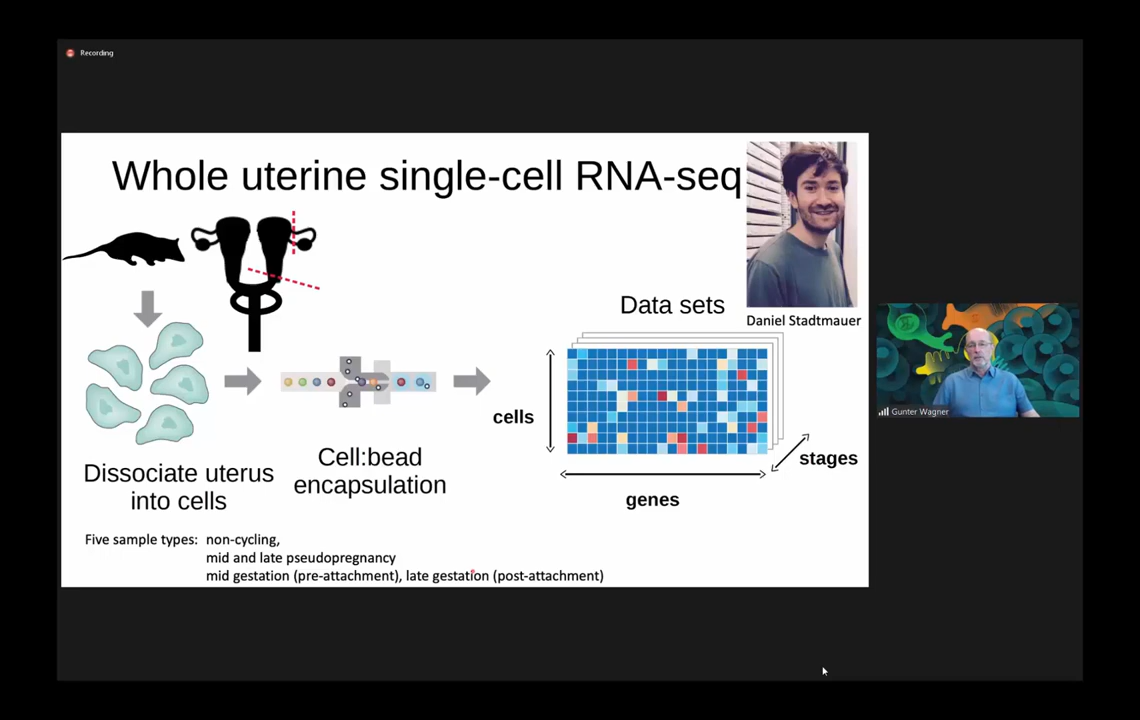 Recording
Whole uterine single-cell RNA-seq
Daniel Stadtmauer
Data sets
cells
stages
genes
Dissociate uterus
into cells
Cell:bead
encapsulation
Five sample types: non-cycling,
mid and late pseudopregnancy
mid gestation (pre-attachment), late gestation (post-attachment)
Gunter Wagner